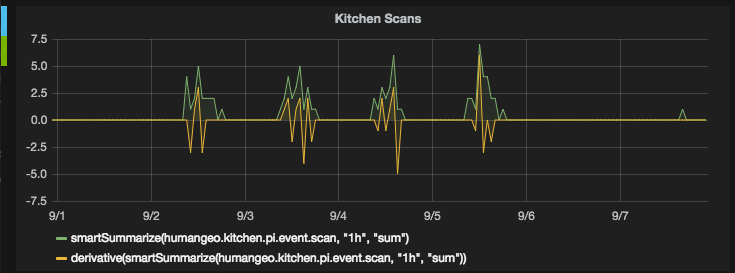 Kitchen Scans
7.5
5.0
2.5
0.0
-2.5
-5.0
-7.5
9/1 9/2 9/3 9/4 9/5 9/6 9/7
smartSummarize(humangeo.kitchen.pi.event.scan, "1h", "sum")
derivative(smartSummarize(humangeo.kitchen.pi.event.scan, "1h", "sum"))